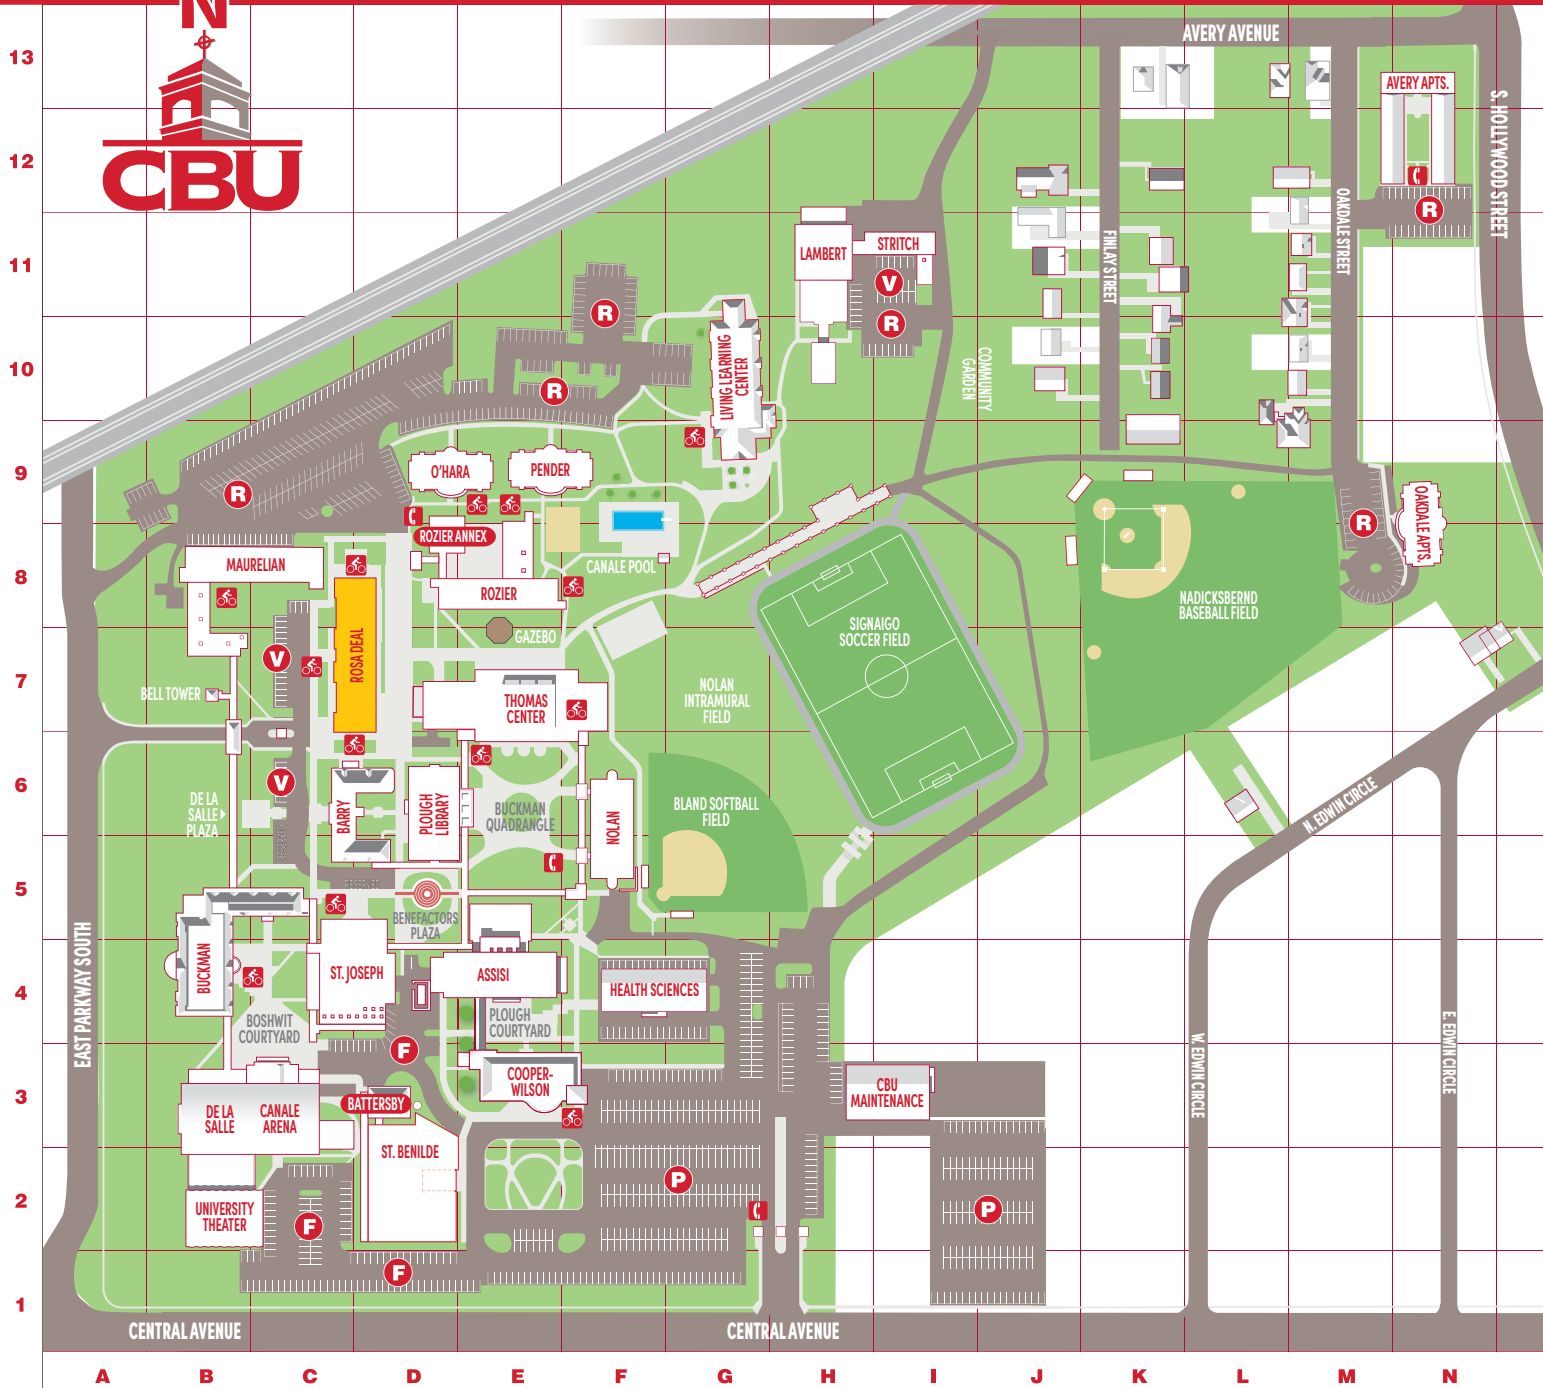 N
CBU
13
12
11
10
9
8
7
6
5
4
3
2
1
AVERY AVENUE
AVERY APTS.
S. HOLLYWOOD STREET
R
OAKDALE STREET
FINLAY STREET
LAMBERT
STRITCH
V
R
R
COMMUNITY
GARDEN
LIVING LEARNING
CENTER
R
O'HARA
PENDER
R
ROZIER ANNEX
CANALE POOL
MAURELIAN
ROZIER
GAZEBO
ROSA DEAL
V
BELL TOWER
THOMAS
CENTER
NOLAN
INTRAMURAL
FIELD
SIGNAIGO
SOCCER FIELD
NADICKSBERND
BASEBALL FIELD
R
OAKDALE APTS.
V
DE LA
SALLE
PLAZA
RESERVED
BARRY
PLOUGH
LIBRARY
BUCKMAN
QUADRANGLE
NOLAN
BLAND SOFTBALL
FIELD
N. EDWIN CIRCLE
RESERVED
BENEFACTORS
PLAZA
BUCKMAN
ST. JOSEPH
ASSISI
HEALTH SCIENCES
EAST PARKWAY SOUTH
BOSHWIT
COURTYARD
PLOUGH
COURTYARD
F
COOPER-
WILSON
CBU
MAINTENANCE
W. EDWIN CIRCLE
E. EDWIN CIRCLE
DE LA
SALLE
CANALE
ARENA
BATTERSBY
ST. BENILDE
P
P
UNIVERSITY
THEATER
F
F
CENTRAL AVENUE
CENTRAL AVENUE
A
B
C
D
E
F
G
H
I
J
K
L
M
N